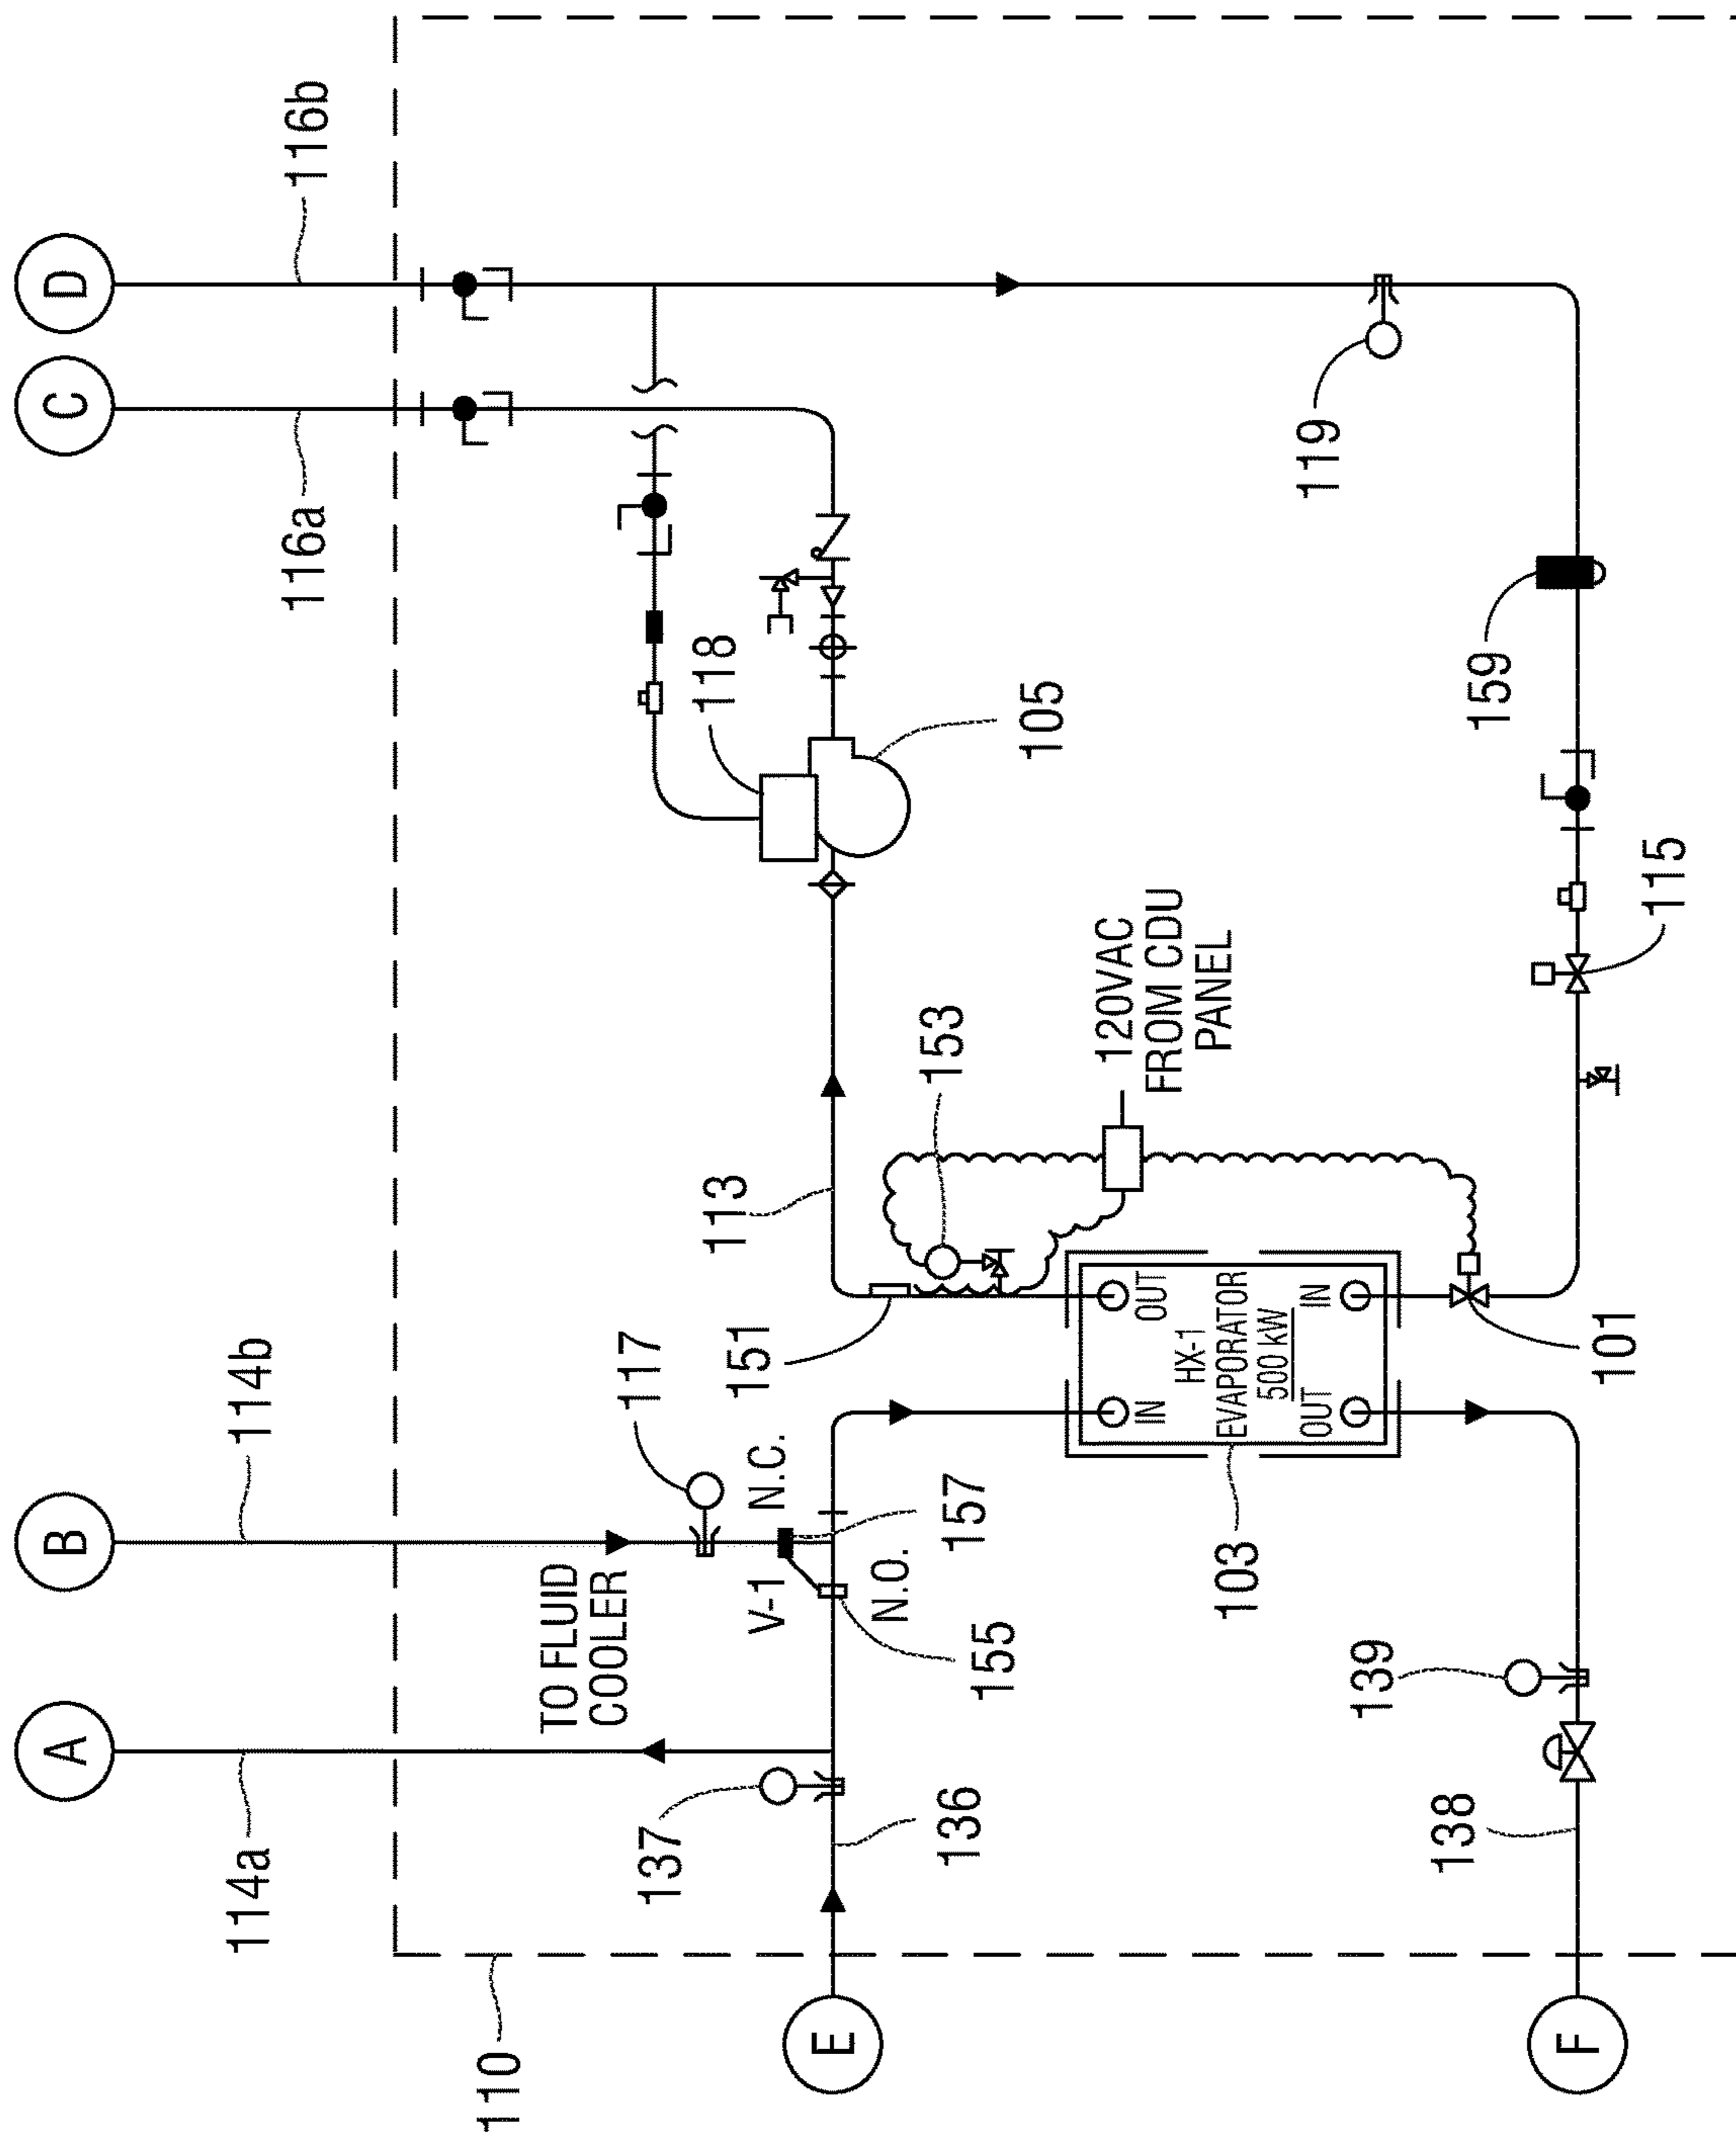 A
B
C
D
114a
114b
116a
116b
110
TO FLUID
COOLER
137
117
V-1
N.C.
113
118
151
N.O.
157
155
136
153
105
E
120VAC
FROM CDU
PANEL
IN
OUT
HX-1
EVAPORATOR
500 kW
OUT
IN
103
119
139
138
101
115
159
F